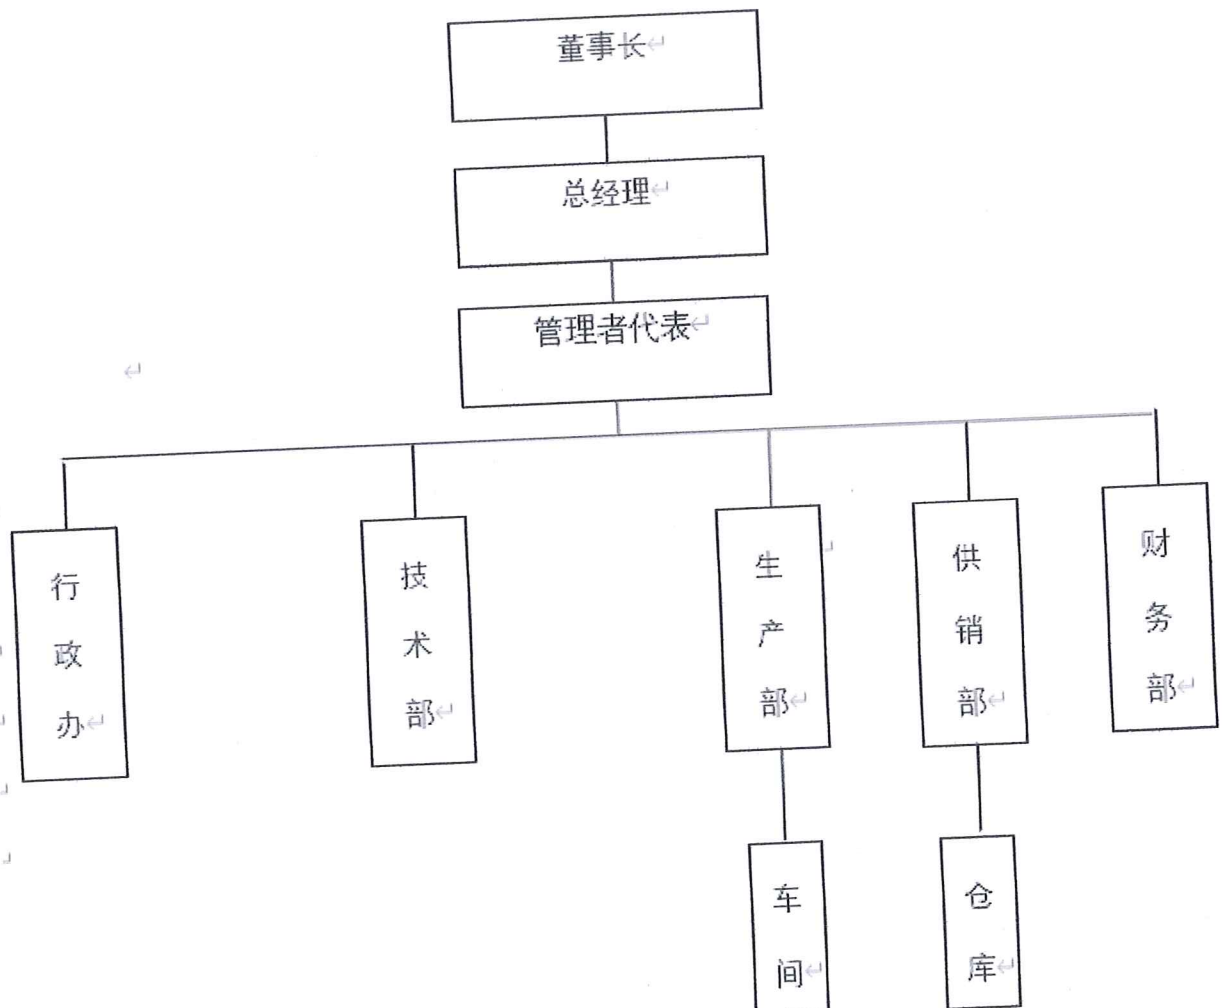 董事长
总经理
管理者代表
行政办
技术部
生产部
供销部
财务部
车间
仓库